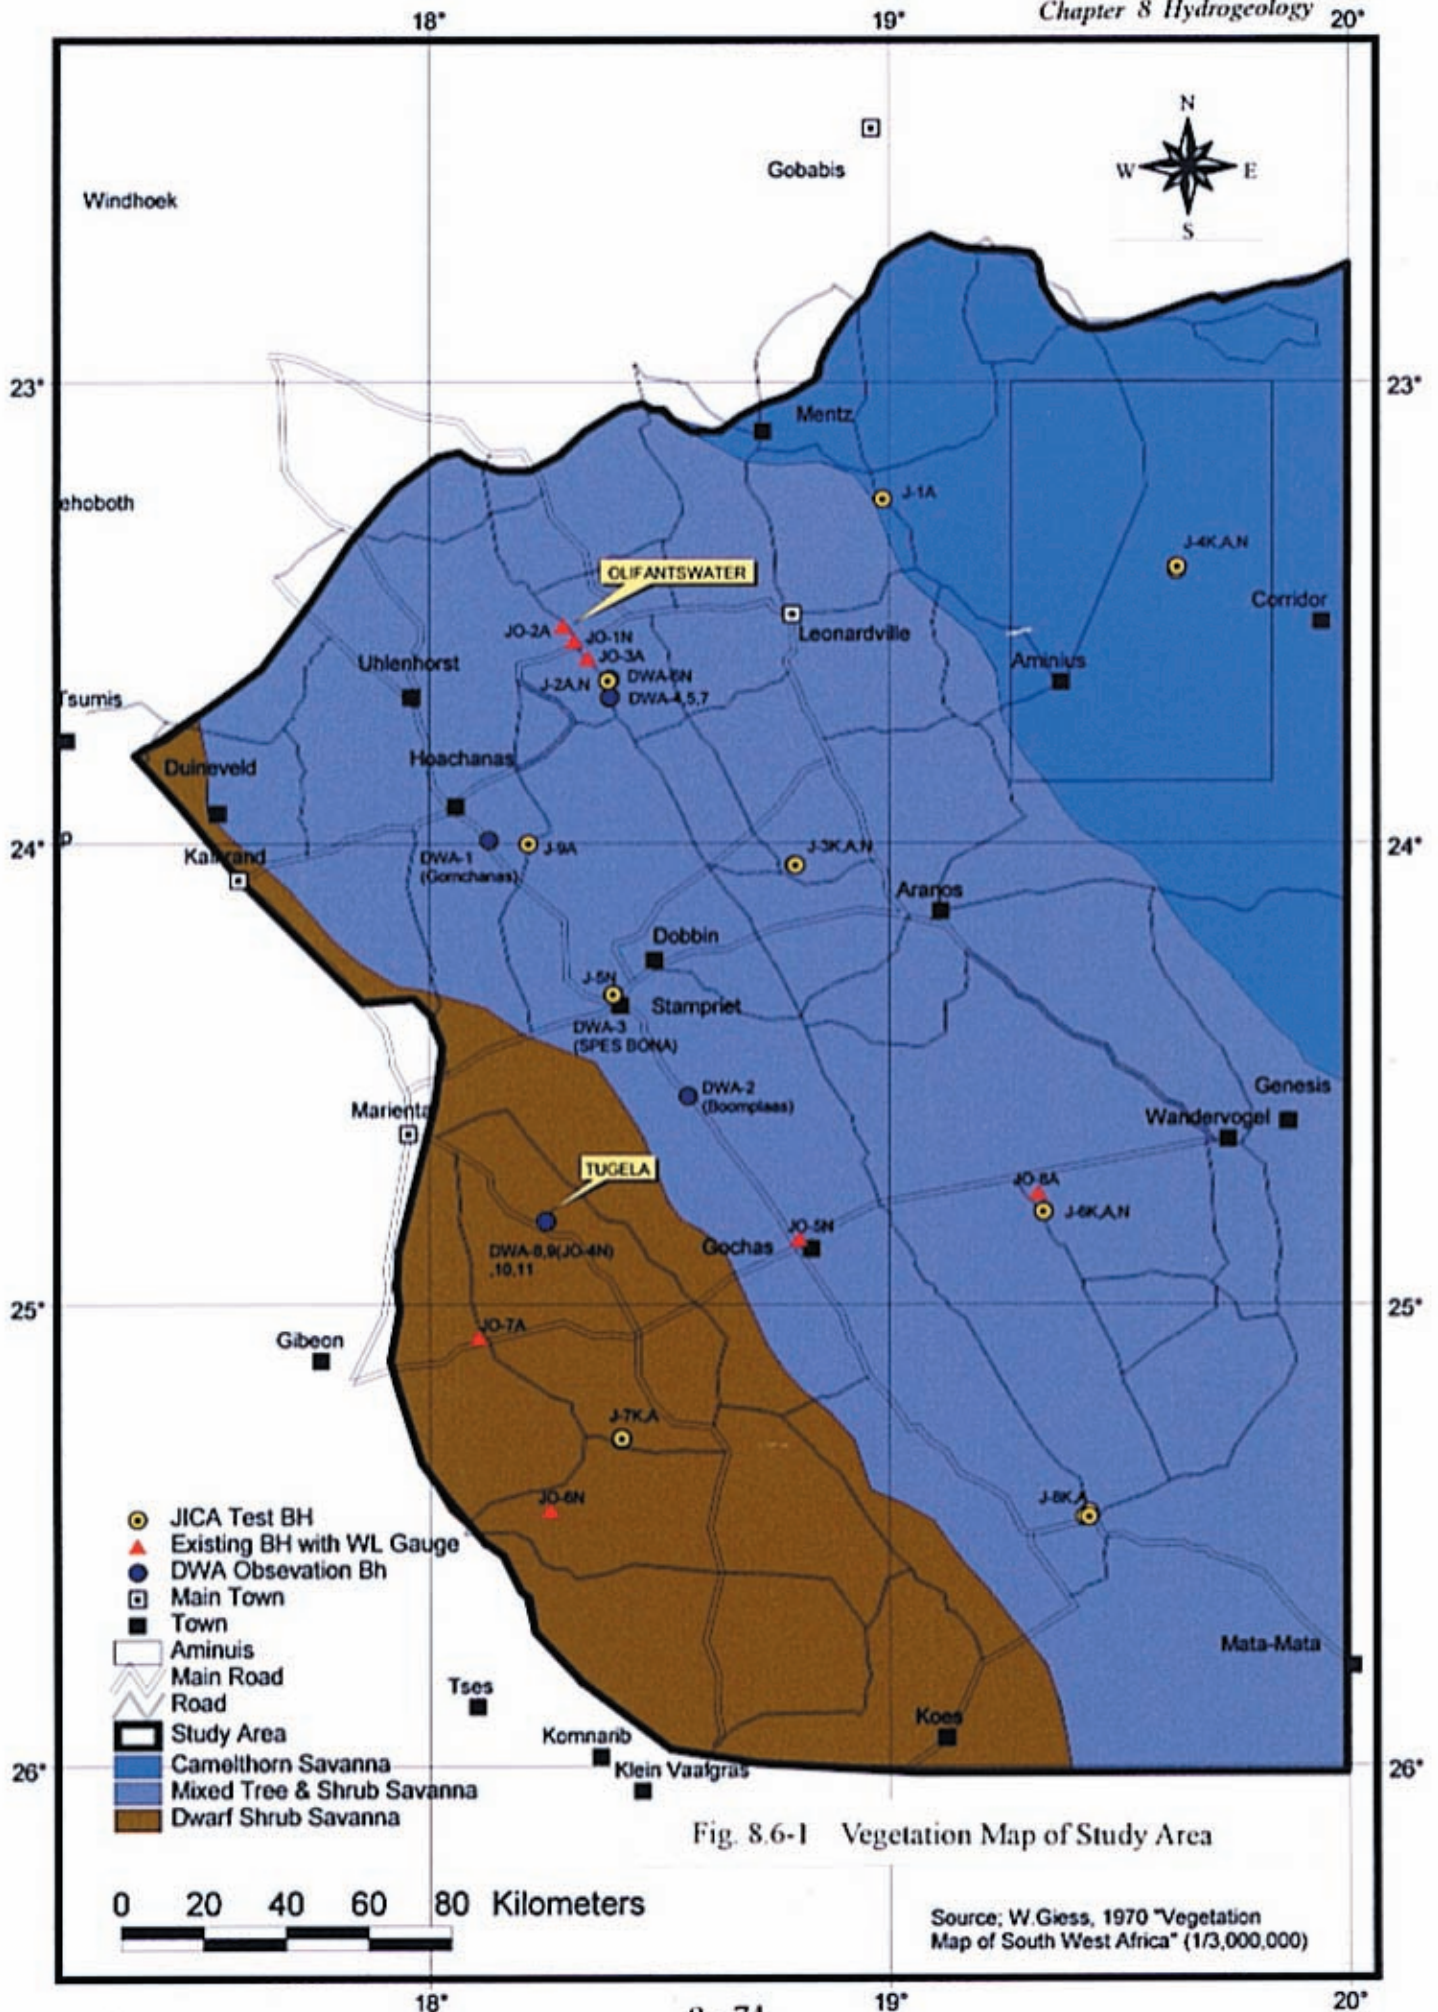 Chapter 8 Hydrogeology
18° 19° 20°
N
W E
S
Gobabis
Windhoek
23° 23°
Mentz
J-1A
ehoboth
J-4K,A,N
OLIFANTSWATER
Corridor
JO-2A
JO-1N
Leonardville
JO-3A
Uhlenhorst
Aminius
J-2A,N
DWA-6N
DWA-4,5,7
Tsumis
Hoachanas
Duineveld
24° 24°
p
J-9A
J-3K,A,N
Kalkrand
DWA-1
(Gomchanas)
Aranos
Dobbin
J-5N
Stampriet
DWA-3
(SPES BONA)
DWA-2
(Boomplaas)
Genesis
Marienta
Wandervogel
TUGELA
JO-8A
J-6K,A,N
JO-5N
Gochas
DWA-8,9(JO-4N)
,10,11
25° 25°
JO-7A
Gibeon
J-7K,A
JO-6N
J-8K,A
JICA Test BH
Existing BH with WL Gauge
DWA Obsevation Bh
Main Town
Town
Aminuis
Main Road
Road
Study Area
Camelthorn Savanna
Mixed Tree & Shrub Savanna
Dwarf Shrub Savanna
Mata-Mata
Tses
Koes
Komnarib
Klein Vaalgras
26° 26°
Fig. 8.6-1 Vegetation Map of Study Area
0 20 40 60 80 Kilometers
Source; W.Giess, 1970 "Vegetation
Map of South West Africa" (1/3,000,000)
18° 19° 20°